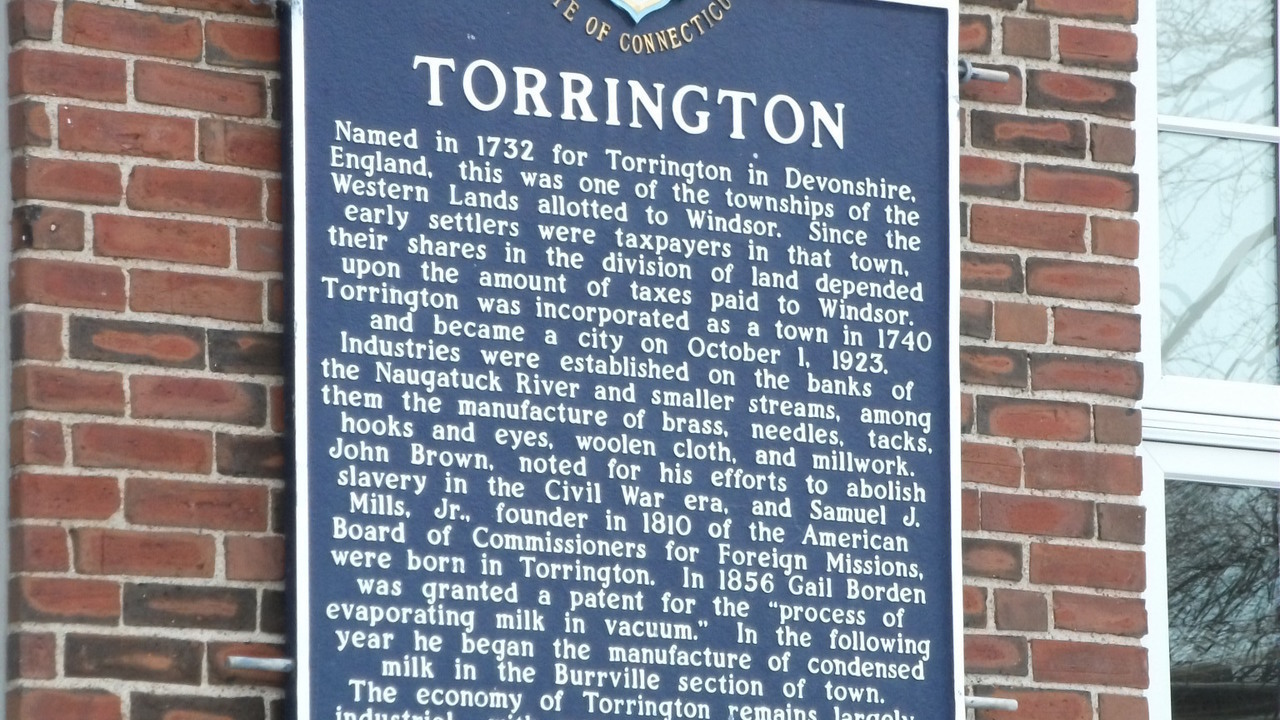 OF CONNECTICU
TORRINGTON
Named in 1732 for Torrington in Devonshire,
England, this was one of the townships of the
Western Lands allotted to Windsor. Since the
early settlers were taxpayers in that town,
their shares in the division of land depended
upon the amount of taxes paid to Windsor.
Torrington was incorporated as a town in 1740
and became a city on October 1, 1923.
Industries were established on the banks of
the Naugatuck River and smaller streams, among
them the manufacture of brass, needles, tacks,
hooks and eyes, woolen cloth, and millwork.
John Brown, noted for his efforts to abolish
slavery in the Civil War era, and Samuel J.
Mills, Jr., founder in 1810 of the American
Board of Commissioners for Foreign Missions,
were born in Torrington. In 1856 Gail Borden
was granted a patent for the "process of
evaporating milk in vacuum." In the following
year he began the manufacture of condensed
milk in the Burrville section of town.
The economy of Torrington remains largely
industrial